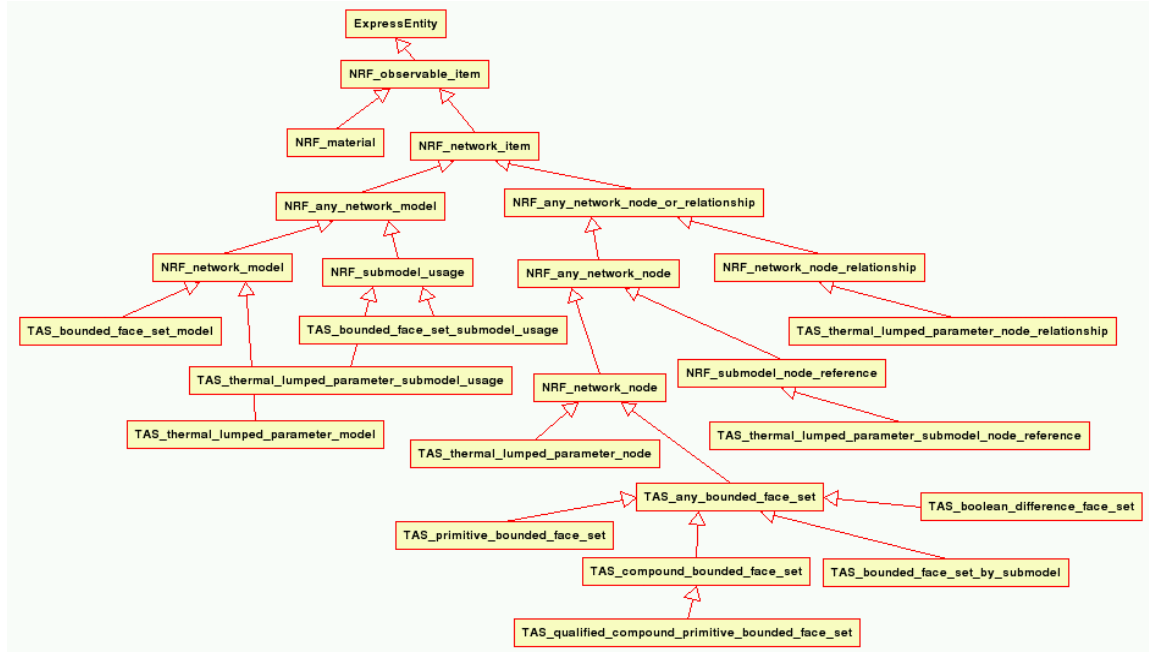 ExpressEntity
NRF_observable_item
NRF_material
NRF_network_item
NRF_any_network_model
NRF_any_network_node_or_relationship
NRF_network_model
NRF_submodel_usage
NRF_any_network_node
NRF_network_node_relationship
TAS_bounded_face_set_model
TAS_bounded_face_set_submodel_usage
TAS_thermal_lumped_parameter_node_relationship
TAS_thermal_lumped_parameter_submodel_usage
NRF_network_node
NRF_submodel_node_reference
TAS_thermal_lumped_parameter_model
TAS_thermal_lumped_parameter_node
TAS_thermal_lumped_parameter_submodel_node_reference
TAS_any_bounded_face_set
TAS_boolean_difference_face_set
TAS_primitive_bounded_face_set
TAS_compound_bounded_face_set
TAS_bounded_face_set_by_submodel
TAS_qualified_compound_primitive_bounded_face_set